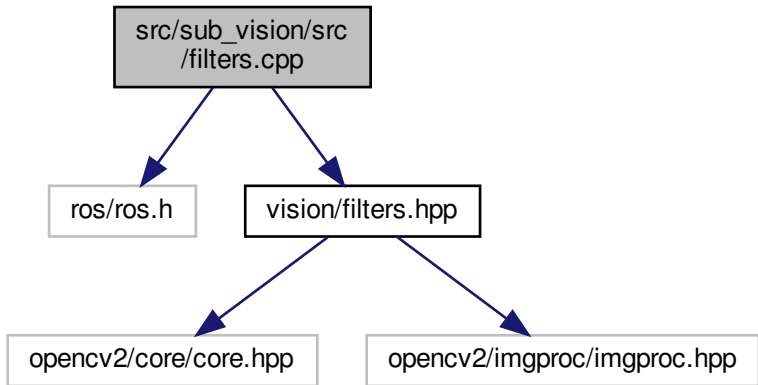 src/sub_vision/src
/filters.cpp
ros/ros.h
vision/filters.hpp
opencv2/core/core.hpp
opencv2/imgproc/imgproc.hpp